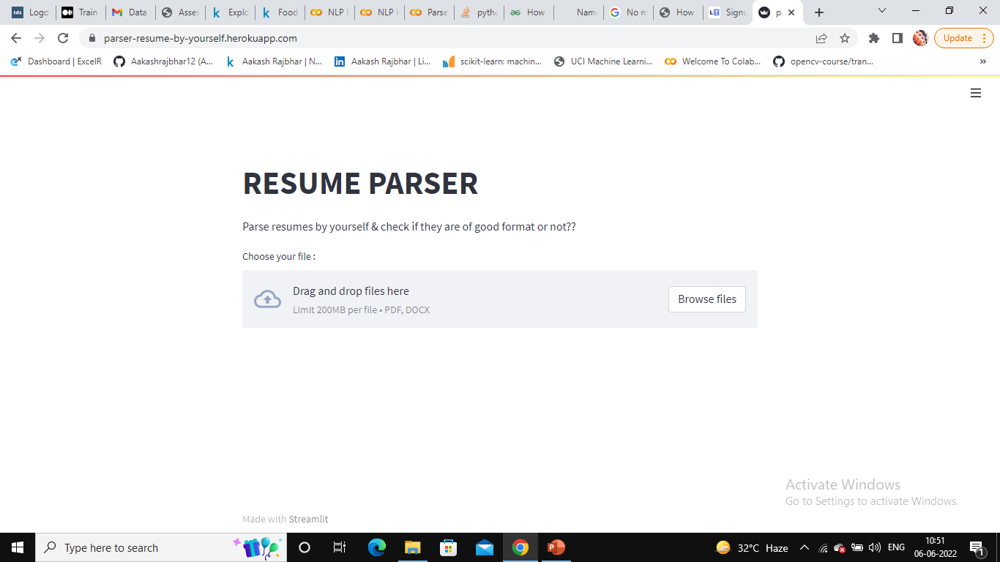 Logo
Train
Data
Asses
Explo
Food
NLP
NLP
Parse
pytho
How
Name
No m
How
Signu
pa
parser-resume-by-yourself.herokuapp.com
Update
Dashboard | ExcelR
Aakashrajbhar12 (A...
Aakash Rajbhar | N...
Aakash Rajbhar | Li...
scikit-learn: machin...
UCI Machine Learni...
Welcome To Colab...
opencv-course/tran...
RESUME PARSER
Parse resumes by yourself & check if they are of good format or not??
Choose your file :
Drag and drop files here
Limit 200MB per file • PDF, DOCX
Browse files
Activate Windows
Go to Settings to activate Windows.
Made with Streamlit
Type here to search
32°C Haze
ENG
10:51
06-06-2022
1